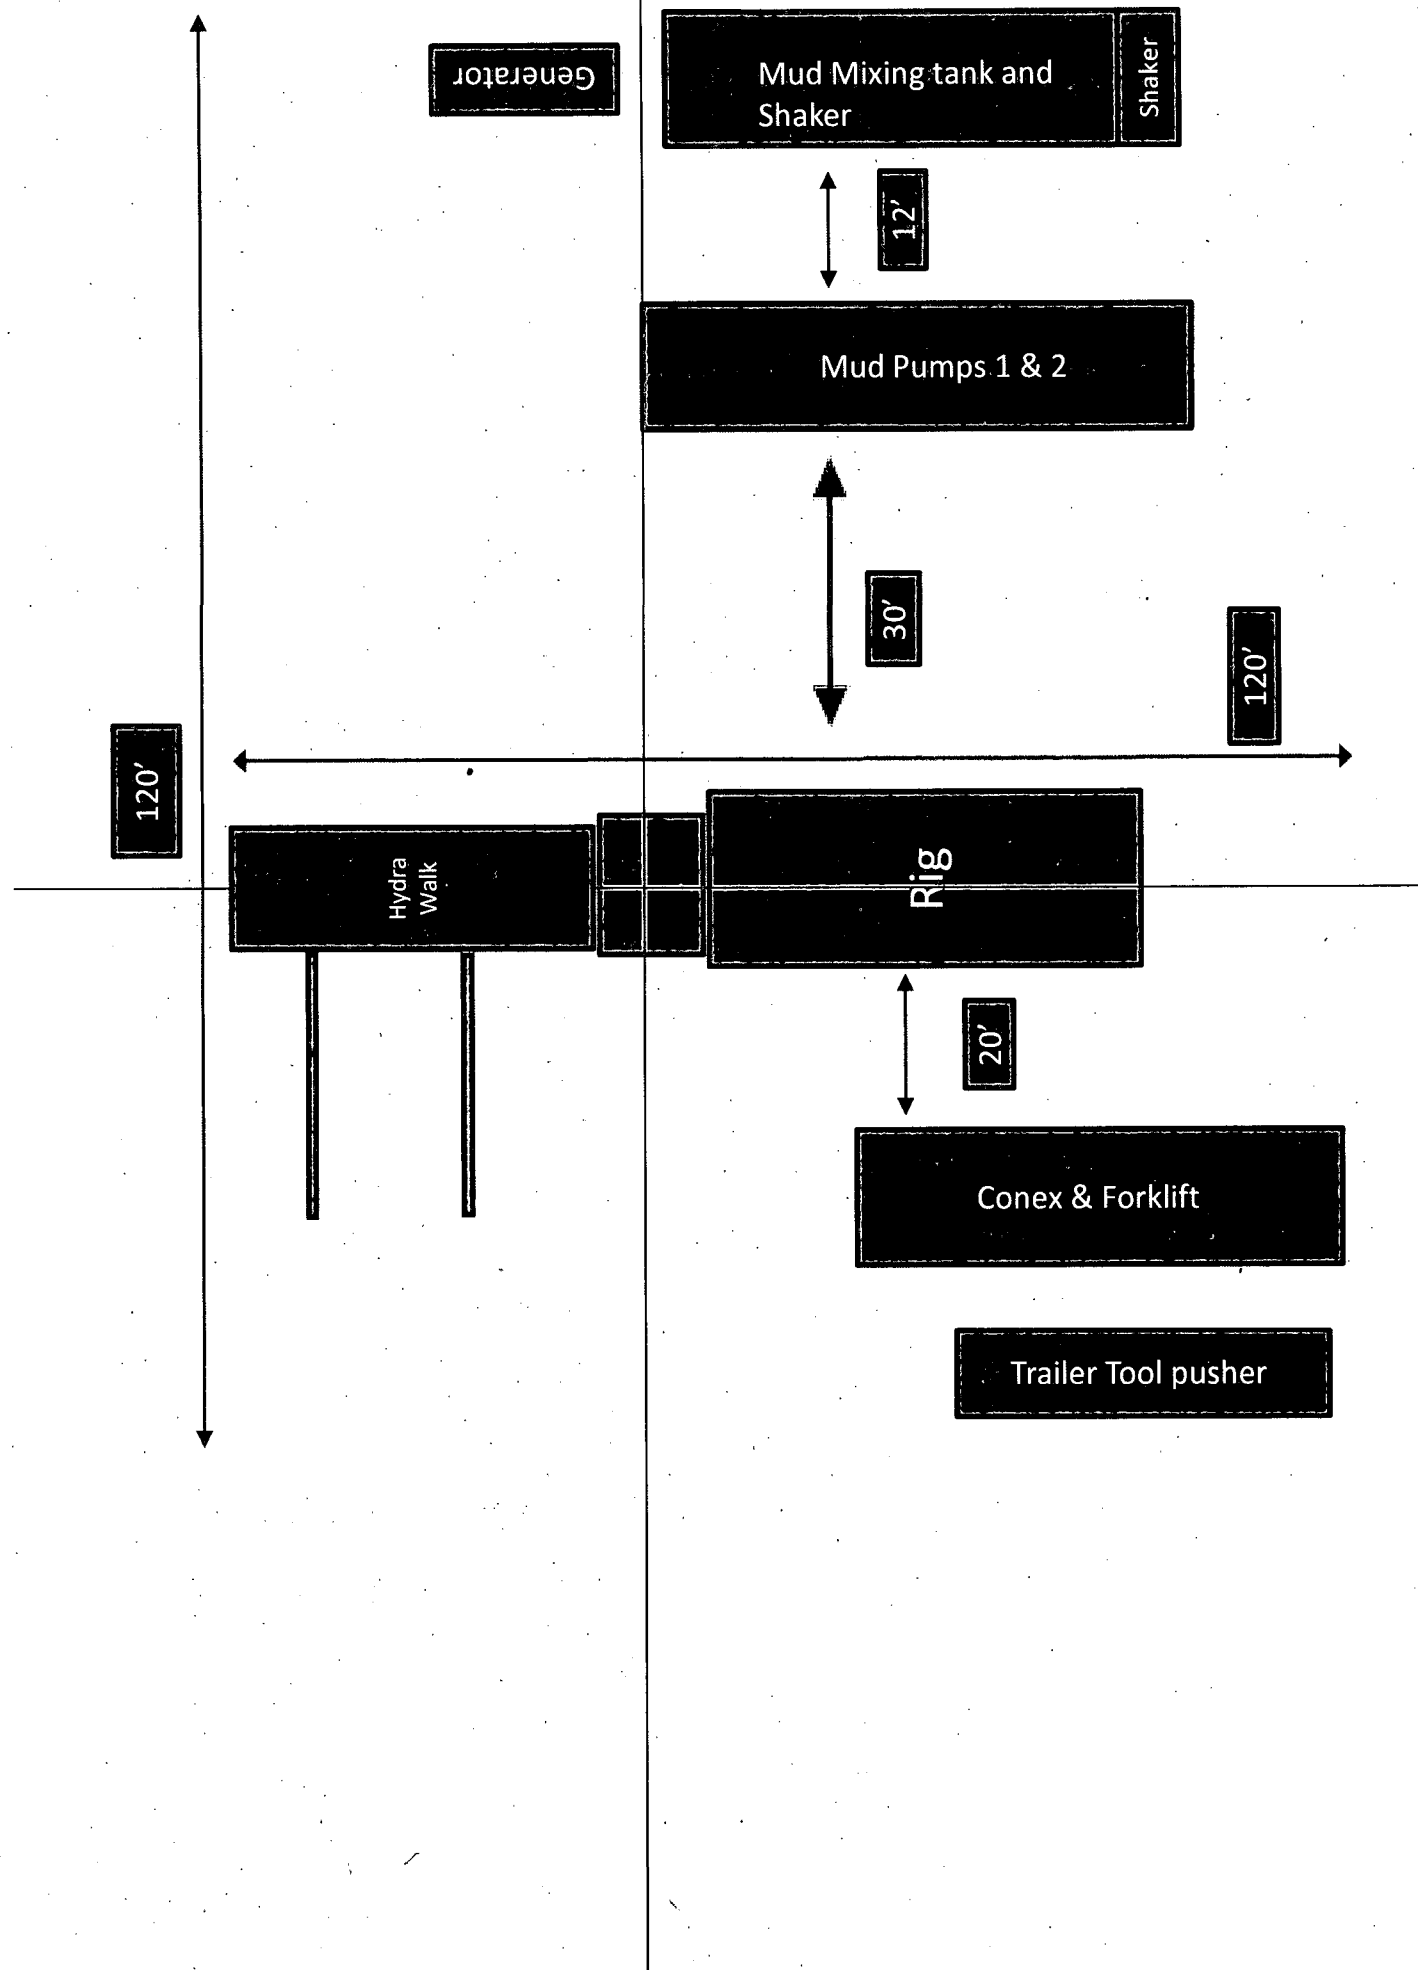 Generator
Mud Mixing tank and
Shaker
Shaker
12'
Mud Pumps 1 & 2
30'
120'
120'
Hydra
Walk
Rig
20'
Conex & Forklift
Trailer Tool pusher